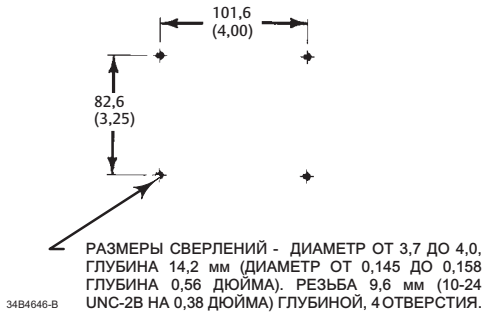 101,6
(4,00)
82,6
(3,25)
РАЗМЕРЫ СВЕРЛЕНИЙ - ДИАМЕТР ОТ 3,7 ДО 4,0,
ГЛУБИНА 14,2 мм (ДИАМЕТР ОТ 0,145 ДО 0,158
ГЛУБИНА 0,56 ДЮЙМА). РЕЗЬБА 9,6 мм (10-24
UNC-2B НА 0,38 ДЮЙМА) ГЛУБИНОЙ, 4 ОТВЕРСТИЯ.
34B4646-B